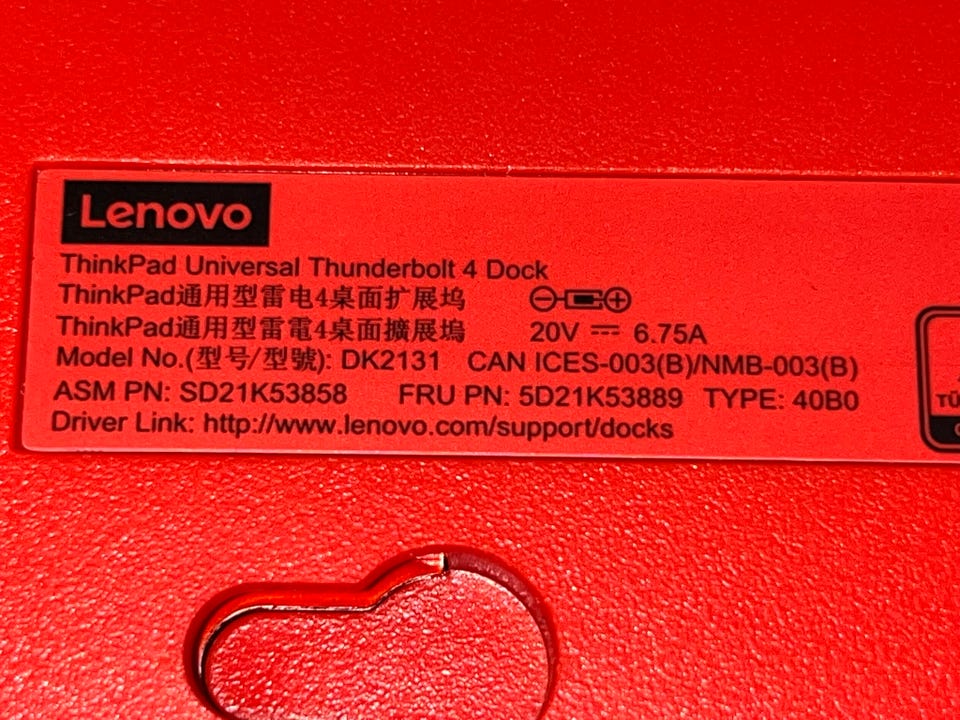 Lenovo
ThinkPad Universal Thunderbolt 4 Dock
ThinkPad通用型雷电4桌面扩展坞
ThinkPad通用型雷電4桌面擴展塢 20V ⎓ 6.75A
Model No.(型号/型號): DK2131 CAN ICES-003(B)/NMB-003(B)
ASM PN: SD21K53858 FRU PN: 5D21K53889 TYPE: 40B0
Driver Link: http://www.lenovo.com/support/docks